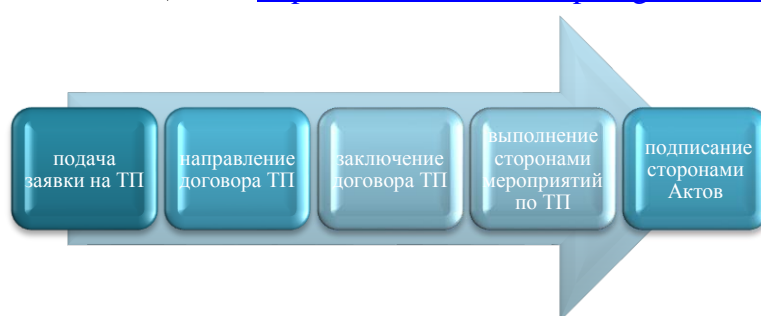 подача
заявки на ТП
направление
договора ТП
заключение
договора ТП
выполнение
сторонами
мероприятий
по ТП
подписание
сторонами
Актов